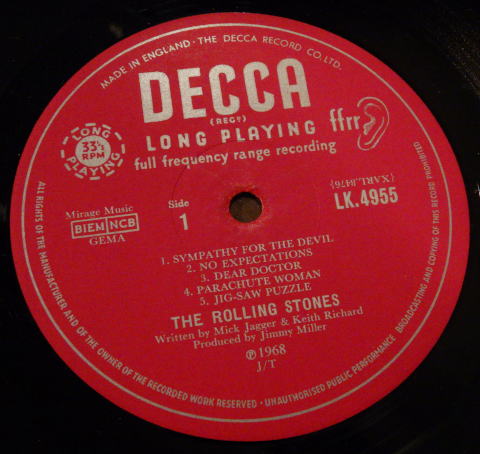 MADE IN ENGLAND · THE DECCA RECORD CO. LTD.
DECCA
(REGD)
LONG PLAYING
ffrr
full frequency range recording
LONG
33⅓
RPM
PLAYING
Mirage Music
BIEM NCB
GEMA
Side
1
(XARL.8476)
LK.4955
1. SYMPATHY FOR THE DEVIL
2. NO EXPECTATIONS
3. DEAR DOCTOR
4. PARACHUTE WOMAN
5. JIG-SAW PUZZLE
THE ROLLING STONES
Written by Mick Jagger & Keith Richard
Produced by Jimmy Miller
℗ 1968
J/T
ALL RIGHTS OF THE MANUFACTURER AND OF THE OWNER OF THE RECORDED WORK RESERVED · UNAUTHORISED PUBLIC PERFORMANCE BROADCASTING AND COPYING OF THIS RECORD PROHIBITED